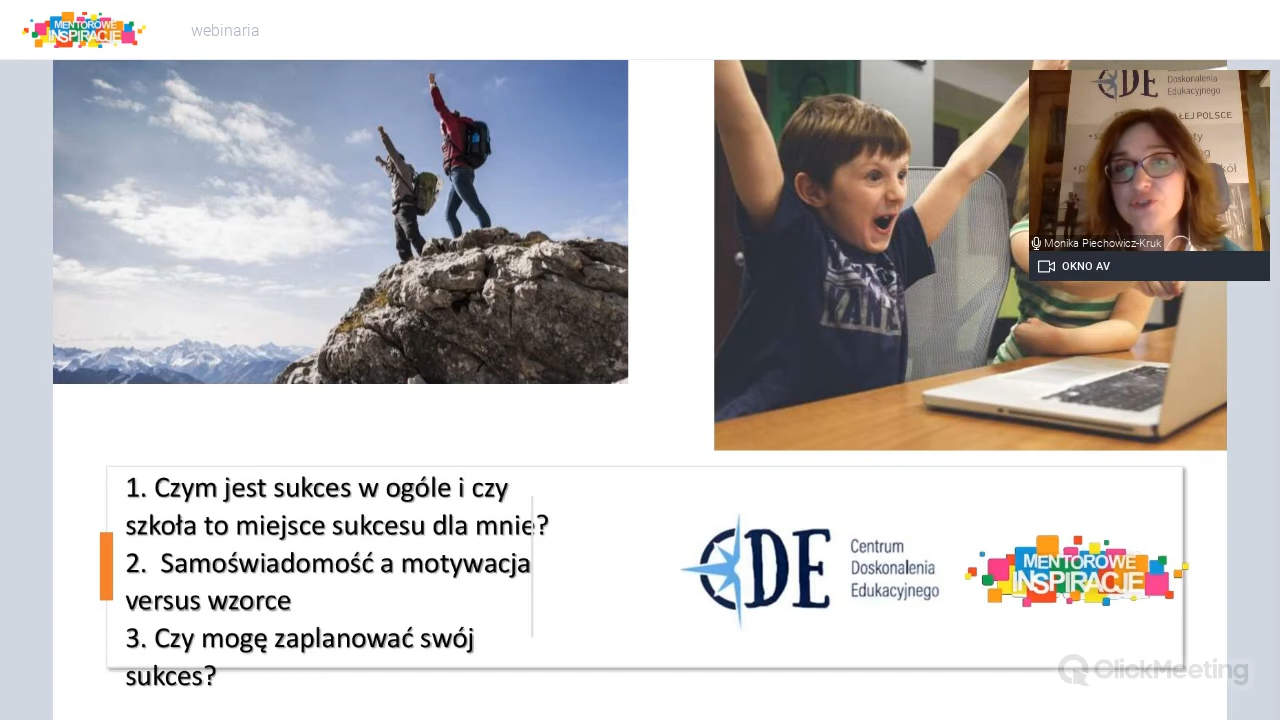 MENTOROWE
INSPIRACJE
webinaria
CDE
Doskonalenia
Edukacyjnego
Monika Piechowicz-Kruk
OKNO AV
1. Czym jest sukces w ogóle i czy
szkoła to miejsce sukcesu dla mnie?
2. Samoświadomość a motywacja
versus wzorce
3. Czy mogę zaplanować swój
sukces?
CDE
Centrum
Doskonalenia
Edukacyjnego
MENTOROWE
INSPIRACJE
ClickMeeting